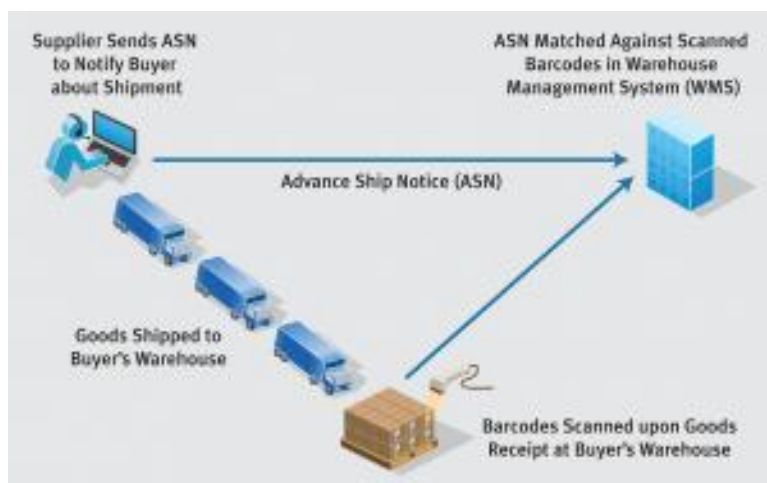 Supplier Sends ASN
to Notify Buyer
about Shipment
ASN Matched Against Scanned
Barcodes in Warehouse
Management System (WMS)
Advance Ship Notice (ASN)
Goods Shipped to
Buyer's Warehouse
Barcodes Scanned upon Goods
Receipt at Buyer's Warehouse